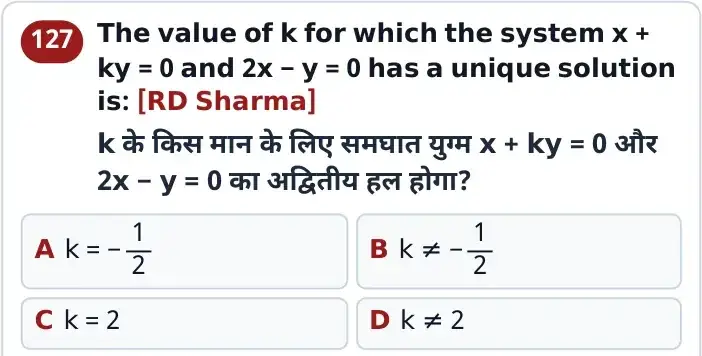 127 The value of k for which the system x +
ky = 0 and 2x − y = 0 has a unique solution
is: [RD Sharma]
k के किस मान के लिए समघात युग्म x + ky = 0 और
2x − y = 0 का अद्वितीय हल होगा?
A k = −1/2 B k ≠ −1/2
C k = 2 D k ≠ 2